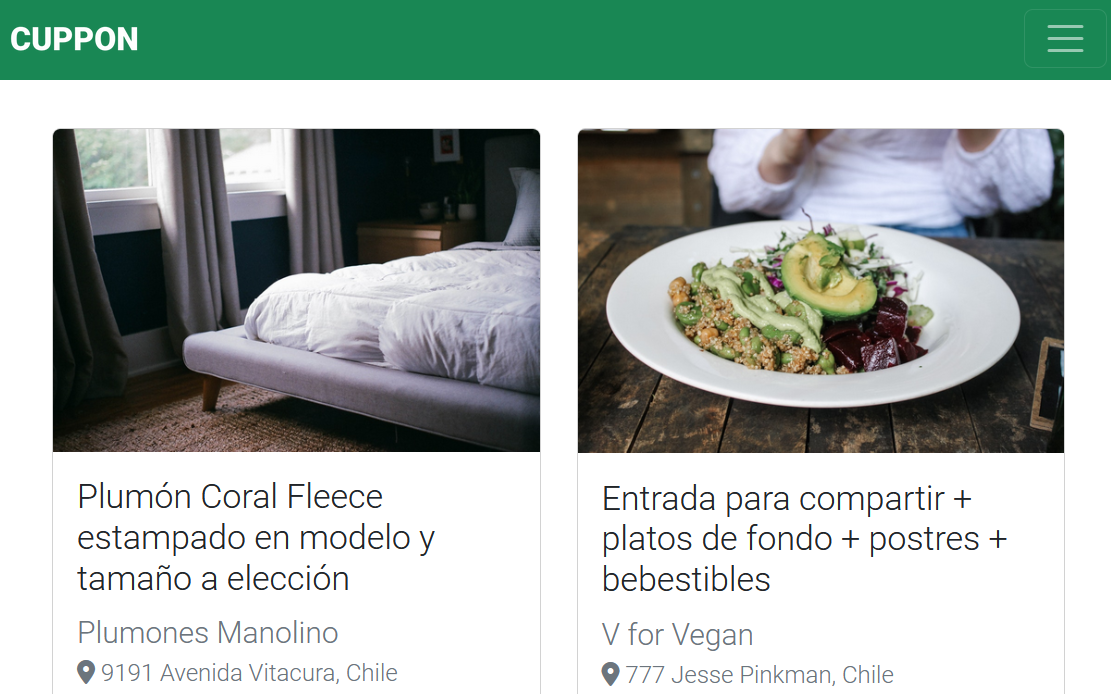 CUPPON
Plumón Coral Fleece
estampado en modelo y
tamaño a elección
Plumones Manolino
9191 Avenida Vitacura, Chile
Entrada para compartir +
platos de fondo + postres +
bebestibles
V for Vegan
777 Jesse Pinkman, Chile